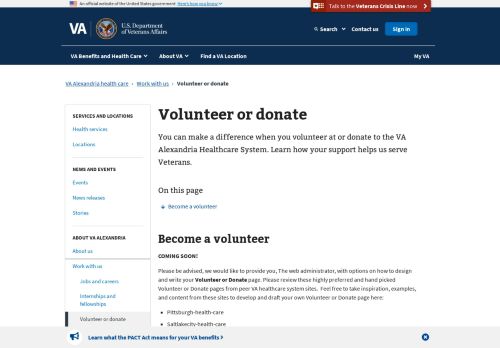 An official website of the United States government Here's how you know
Talk to the Veterans Crisis Line now
VA
U.S. Department
of Veterans Affairs
Search
Contact us
Sign in
VA Benefits and Health Care
About VA
Find a VA Location
My VA
VA Alexandria health care › Work with us › Volunteer or donate
SERVICES AND LOCATIONS
Health services
Locations
NEWS AND EVENTS
Events
News releases
Stories
ABOUT VA ALEXANDRIA
About us
Work with us
Jobs and careers
Internships and
fellowships
Volunteer or donate
Volunteer or donate
You can make a difference when you volunteer at or donate to the VA
Alexandria Healthcare System. Learn how your support helps us serve
Veterans.
On this page
Become a volunteer
Become a volunteer
COMING SOON!
Please be advised, we would like to provide you, The web administrator, with options on how to design
and write your Volunteer or Donate page. Please review these highly preferred and hand picked
Volunteer or Donate pages from peer VA healthcare system sites. Feel free to take inspiration, examples,
and content from these sites to develop and draft your own Volunteer or Donate page here:
• Pittsburgh-health-care
• Saltlakecity-health-care
Learn what the PACT Act means for your VA benefits